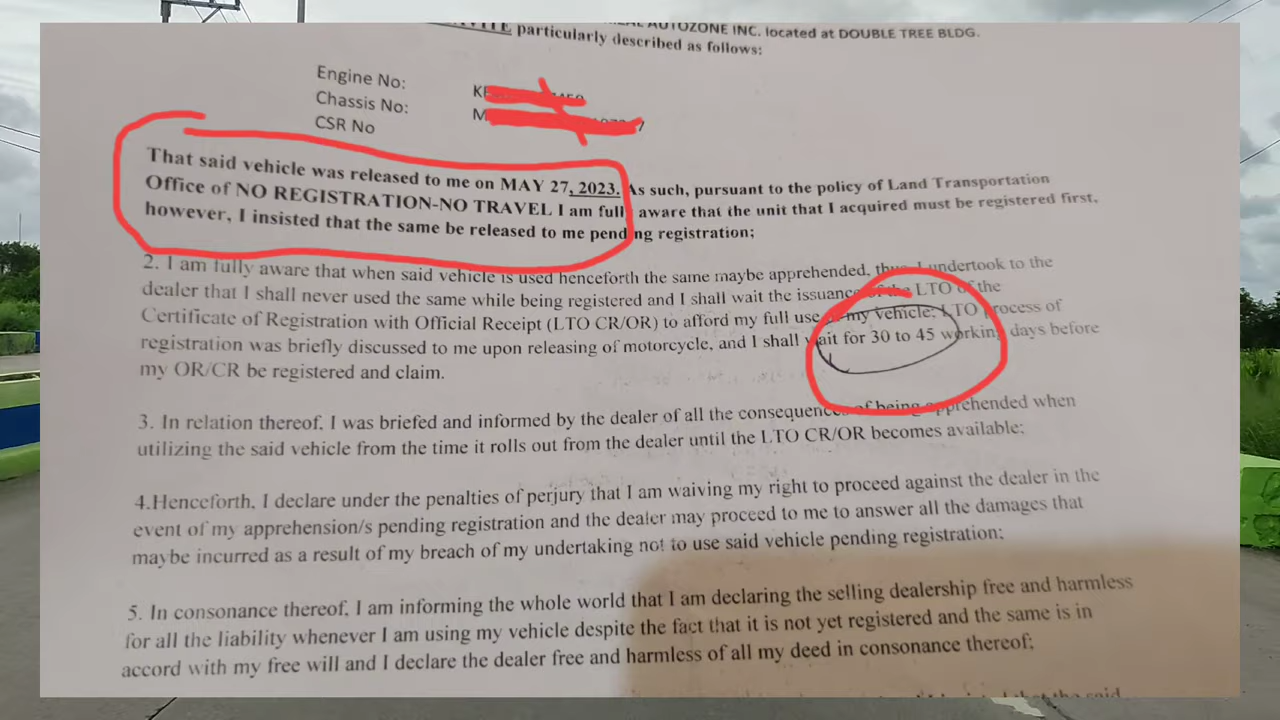 AUTOZONE INC. located at DOUBLE TREE BLDG.
particularly described as follows:
Engine No:
Chassis No:
CSR No
That said vehicle was released to me on MAY 27, 2023. As such, pursuant to the policy of Land Transportation
Office of NO REGISTRATION-NO TRAVEL I am fully aware that the unit that I acquired must be registered first,
however, I insisted that the same be released to me pending registration;
2. I am fully aware that when said vehicle is used henceforth the same maybe apprehended, thus I undertook to the
dealer that I shall never used the same while being registered and I shall wait the issuance of the LTO of the
Certificate of Registration with Official Receipt (LTO CR/OR) to afford my full use of my vehicle; LTO process of
registration was briefly discussed to me upon releasing of motorcycle, and I shall wait for 30 to 45 working days before
my OR/CR be registered and claim.
3. In relation thereof, I was briefed and informed by the dealer of all the consequences of being apprehended when
utilizing the said vehicle from the time it rolls out from the dealer until the LTO CR/OR becomes available;
4.Henceforth, I declare under the penalties of perjury that I am waiving my right to proceed against the dealer in the
event of my apprehension/s pending registration and the dealer may proceed to me to answer all the damages that
maybe incurred as a result of my breach of my undertaking not to use said vehicle pending registration;
5. In consonance thereof, I am informing the whole world that I am declaring the selling dealership free and harmless
for all the liability whenever I am using my vehicle despite the fact that it is not yet registered and the same is in
accord with my free will and I declare the dealer free and harmless of all my deed in consonance thereof;